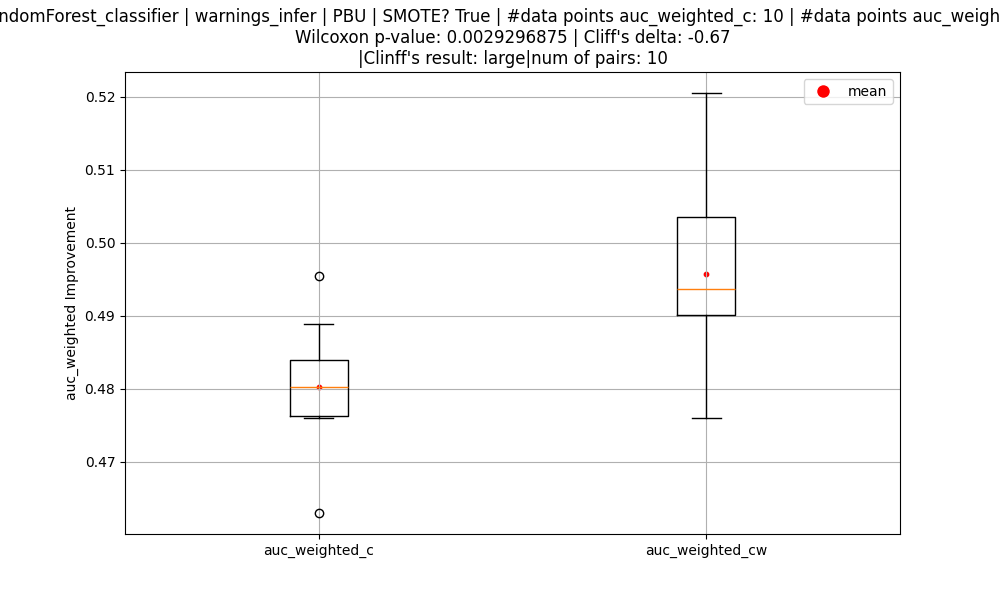 ndomForest_classifier | warnings_infer | PBU | SMOTE? True | #data points auc_weighted_c: 10 | #data points auc_weigh
Wilcoxon p-value: 0.0029296875 | Cliff's delta: -0.67
|Clinff's result: large|num of pairs: 10
mean
0.52
0.51
0.50
0.49
0.48
0.47
auc_weighted Improvement
auc_weighted_c
auc_weighted_cw